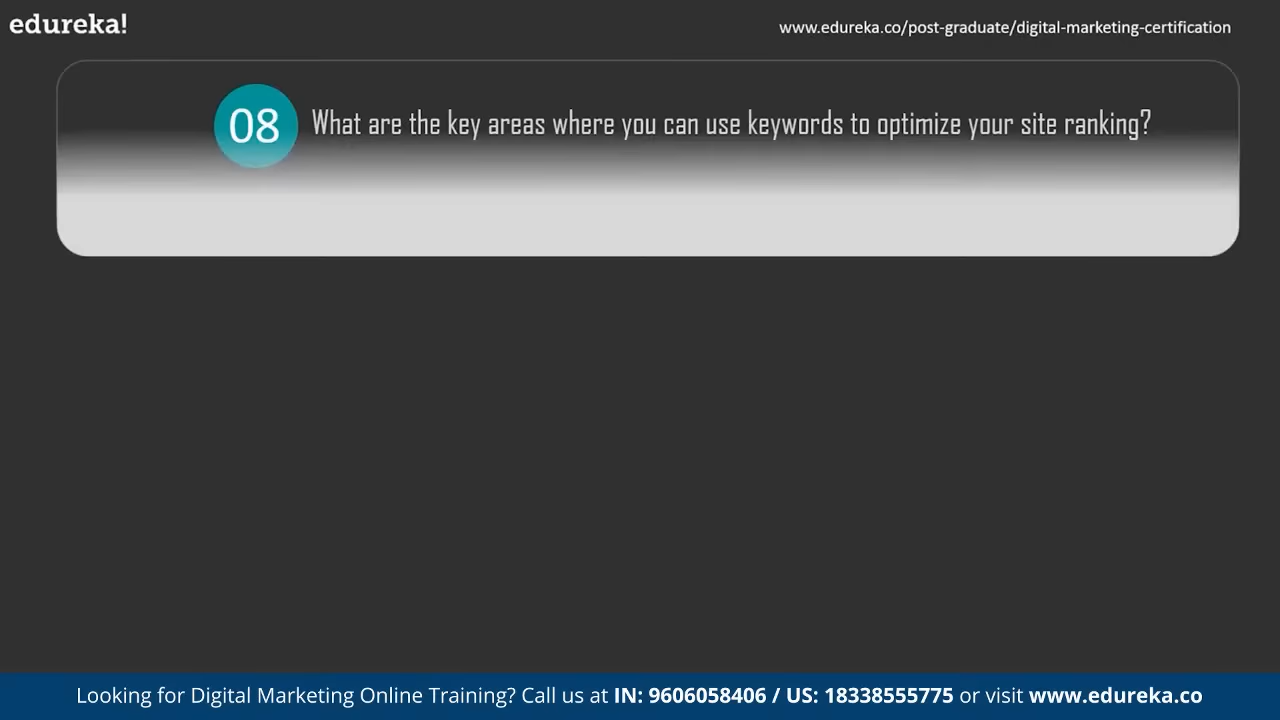 edureka!
www.edureka.co/post-graduate/digital-marketing-certification
08 What are the key areas where you can use keywords to optimize your site ranking?
Looking for Digital Marketing Online Training? Call us at IN: 9606058406 / US: 18338555775 or visit www.edureka.co